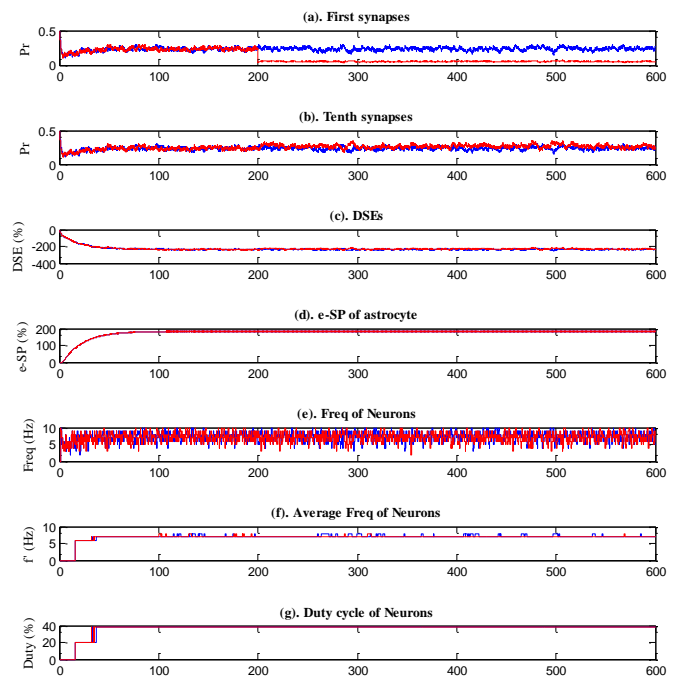 (a). First synapses
Pr
0.5
0
0 100 200 300 400 500 600
(b). Tenth synapses
Pr
0.5
0
0 100 200 300 400 500 600
(c). DSEs
DSE (%)
0
-200
-400
0 100 200 300 400 500 600
(d). e-SP of astrocyte
e-SP (%)
200
100
0
0 100 200 300 400 500 600
(e). Freq of Neurons
Freq (Hz)
10
5
0
0 100 200 300 400 500 600
(f). Average Freq of Neurons
f' (Hz)
10
5
0
0 100 200 300 400 500 600
(g). Duty cycle of Neurons
Duty (%)
40
20
0
0 100 200 300 400 500 600